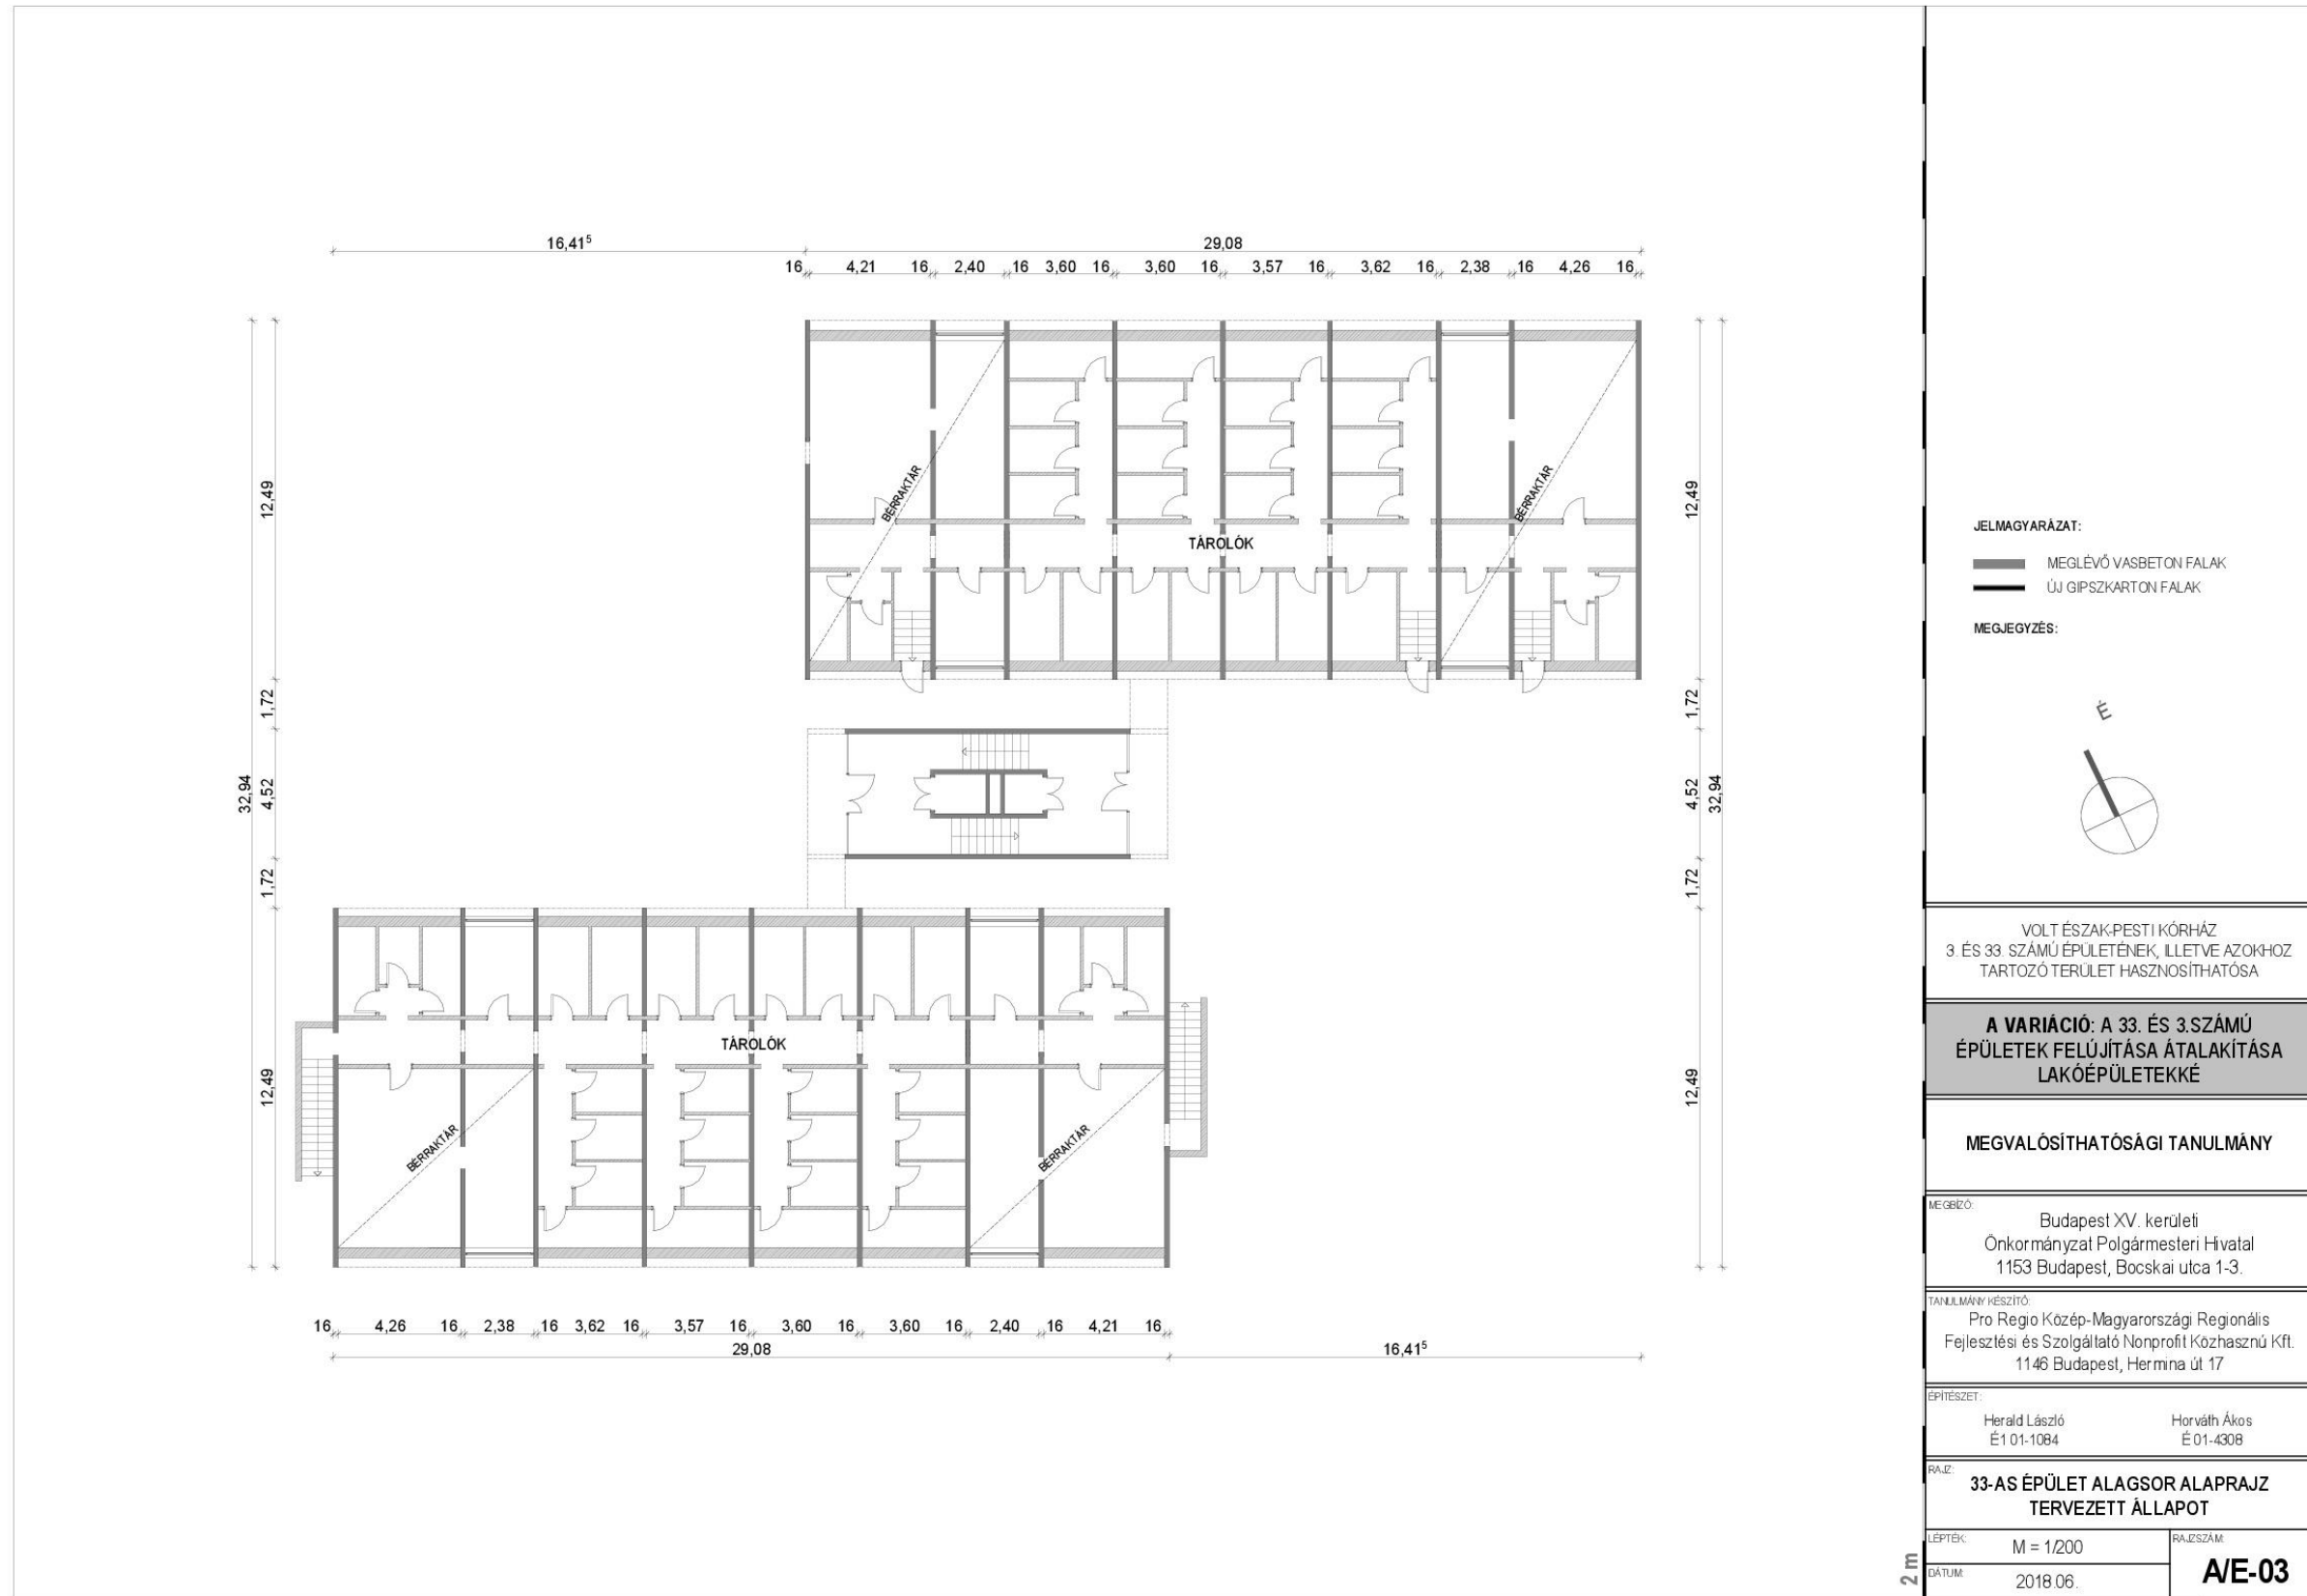 16,41⁵
29,08
16 4,21 16 2,40 16 3,60 16 3,60 16 3,57 16 3,62 16 2,38 16 4,26 16
12,49
1,72
4,52
1,72
12,49
32,94
BÉRRAKTÁR
TÁROLÓK
BÉRRAKTÁR
12,49
1,72
4,52
1,72
12,49
32,94
TÁROLÓK
BÉRRAKTÁR
BÉRRAKTÁR
16 4,26 16 2,38 16 3,62 16 3,57 16 3,60 16 3,60 16 2,40 16 4,21 16
29,08
16,41⁵
JELMAGYARÁZAT:
MEGLÉVŐ VASBETON FALAK
ÚJ GIPSZKARTON FALAK
MEGJEGYZÉS:
É
VOLT ÉSZAK-PESTI KÓRHÁZ
3. ÉS 33. SZÁMÚ ÉPÜLETÉNEK, ILLETVE AZOKHOZ
TARTOZÓ TERÜLET HASZNOSÍTHATÓSA
A VARIÁCIÓ: A 33. ÉS 3.SZÁMÚ
ÉPÜLETEK FELÚJÍTÁSA ÁTALAKÍTÁSA
LAKÓÉPÜLETEKKÉ
MEGVALÓSÍTHATÓSÁGI TANULMÁNY
MEGBÍZÓ:
Budapest XV. kerületi
Önkormányzat Polgármesteri Hivatal
1153 Budapest, Bocskai utca 1-3.
TANULMÁNY KÉSZÍTŐ:
Pro Regio Közép-Magyarországi Regionális
Fejlesztési és Szolgáltató Nonprofit Közhasznú Kft.
1146 Budapest, Hermina út 17
ÉPÍTÉSZET:
Herald László Horváth Ákos
É1 01-1084 É 01-4308
RAJZ:
33-AS ÉPÜLET ALAGSOR ALAPRAJZ
TERVEZETT ÁLLAPOT
LÉPTÉK:
M = 1/200
DÁTUM:
2018.06.
RAJZSZÁM:
A/E-03
2 m